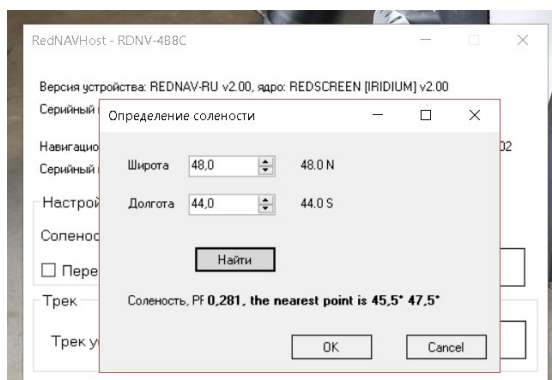 RedNAVHost - RDNV-4B8C
Версия устройства: REDNAV-RU v2.00, ядро: REDSCREEN [IRIDIUM] v2.00
Серийный
Определение солености
Навигацио
02
Серийный
Широта 48,0 48.0 N
Настрой
Долгота 44,0 44.0 S
Соленос
Найти
Пере
Трек
Соленость, PF 0,281, the nearest point is 45,5* 47,5*
Трек у
OK Cancel